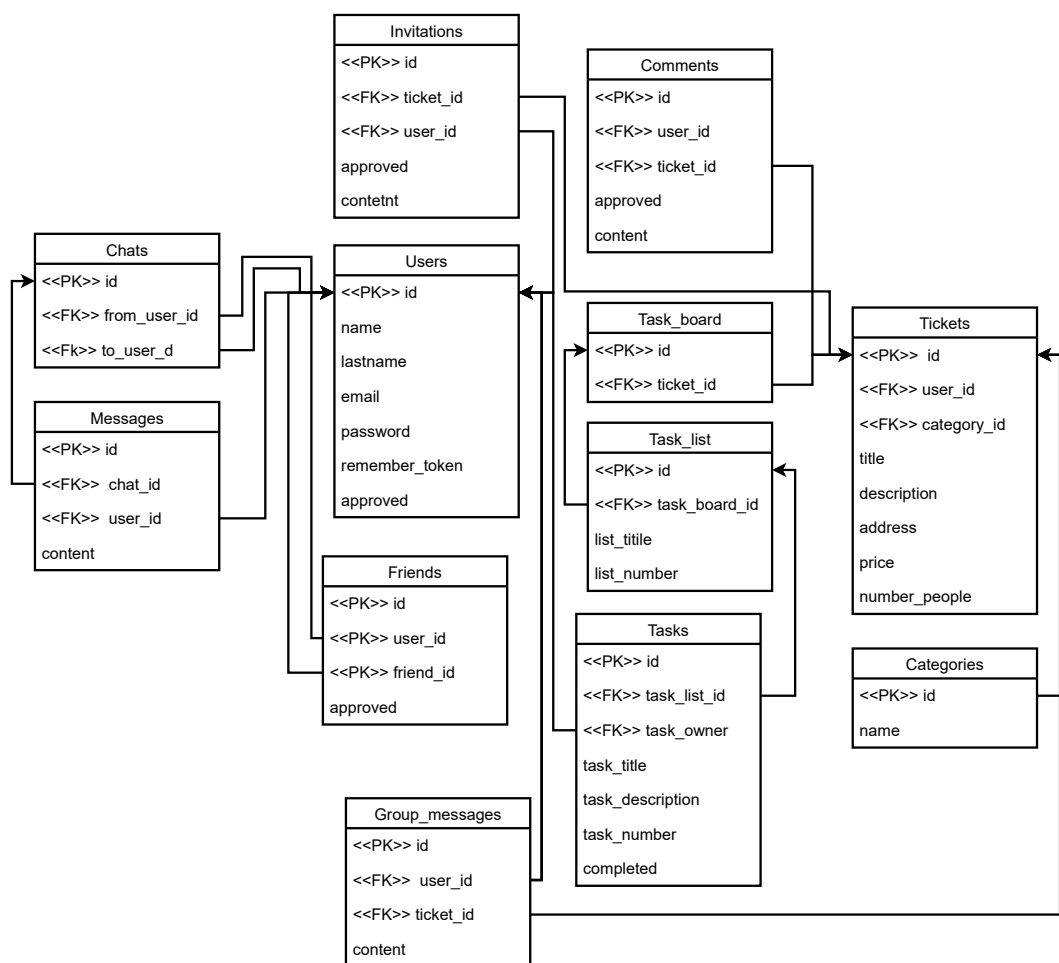 Invitations
<<PK>> id
<<FK>> ticket_id
<<FK>> user_id
approved
contetnt
Comments
<<PK>> id
<<FK>> user_id
<<FK>> ticket_id
approved
content
Chats
<<PK>> id
<<FK>> from_user_id
<<Fk>> to_user_d
Users
<<PK>> id
name
lastname
email
password
remember_token
approved
Task_board
<<PK>> id
<<FK>> ticket_id
Tickets
<<PK>> id
<<FK>> user_id
<<FK>> category_id
title
description
address
price
number_people
Messages
<<PK>> id
<<FK>> chat_id
<<FK>> user_id
content
Task_list
<<PK>> id
<<FK>> task_board_id
list_titile
list_number
Friends
<<PK>> id
<<PK>> user_id
<<PK>> friend_id
approved
Tasks
<<PK>> id
<<FK>> task_list_id
<<FK>> task_owner
task_title
task_description
task_number
completed
Categories
<<PK>> id
name
Group_messages
<<PK>> id
<<FK>> user_id
<<FK>> ticket_id
content